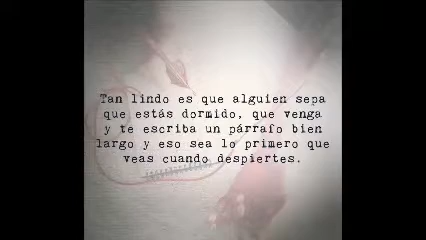 Tan lindo es que alguien sepa
que estás dormido, que venga
y te escriba un párrafo bien
largo y eso sea lo primero que
veas cuando despiertes.